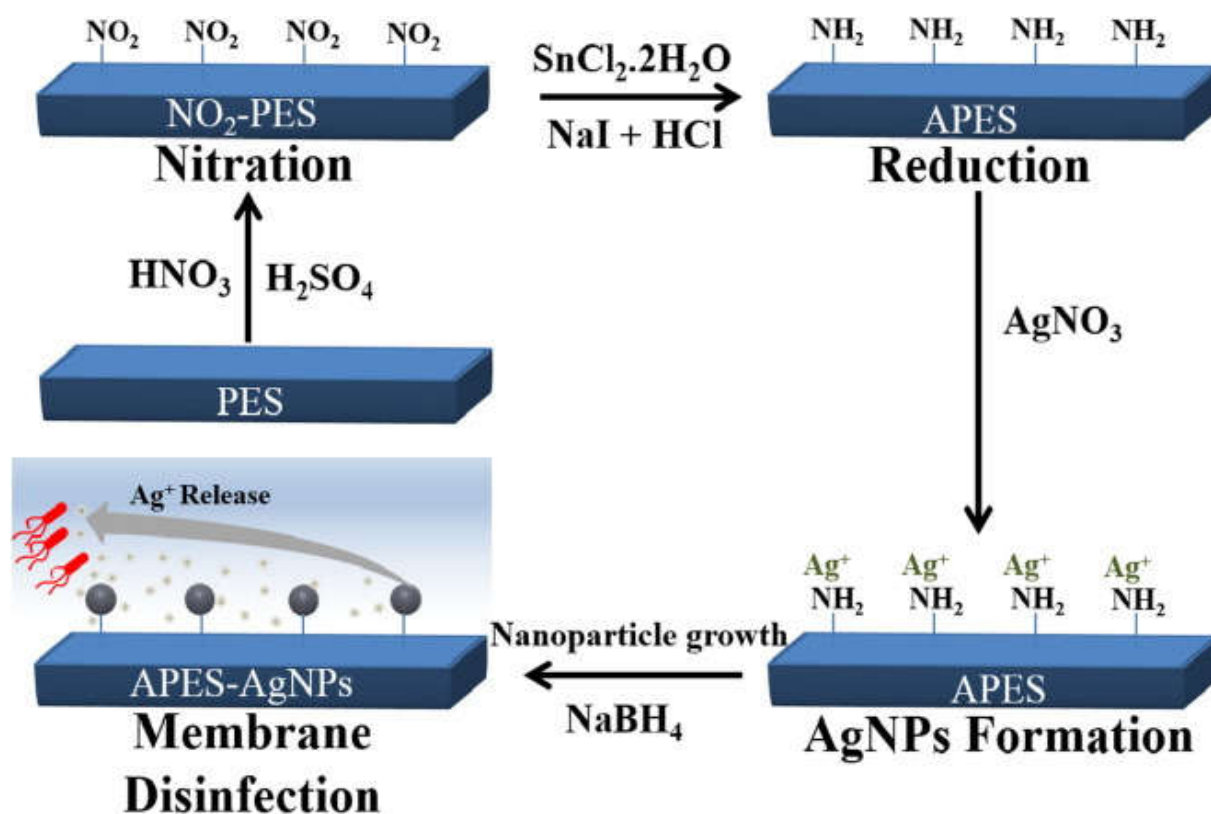 NO₂ NO₂ NO₂ NO₂
NO₂-PES
Nitration
SnCl₂.2H₂O
NaI + HCl
NH₂ NH₂ NH₂ NH₂
APES
Reduction
HNO₃ H₂SO₄
PES
AgNO₃
Ag⁺ Release
APES-AgNPs
Membrane
Disinfection
Nanoparticle growth
NaBH₄
Ag⁺ Ag⁺ Ag⁺ Ag⁺
NH₂ NH₂ NH₂ NH₂
APES
AgNPs Formation